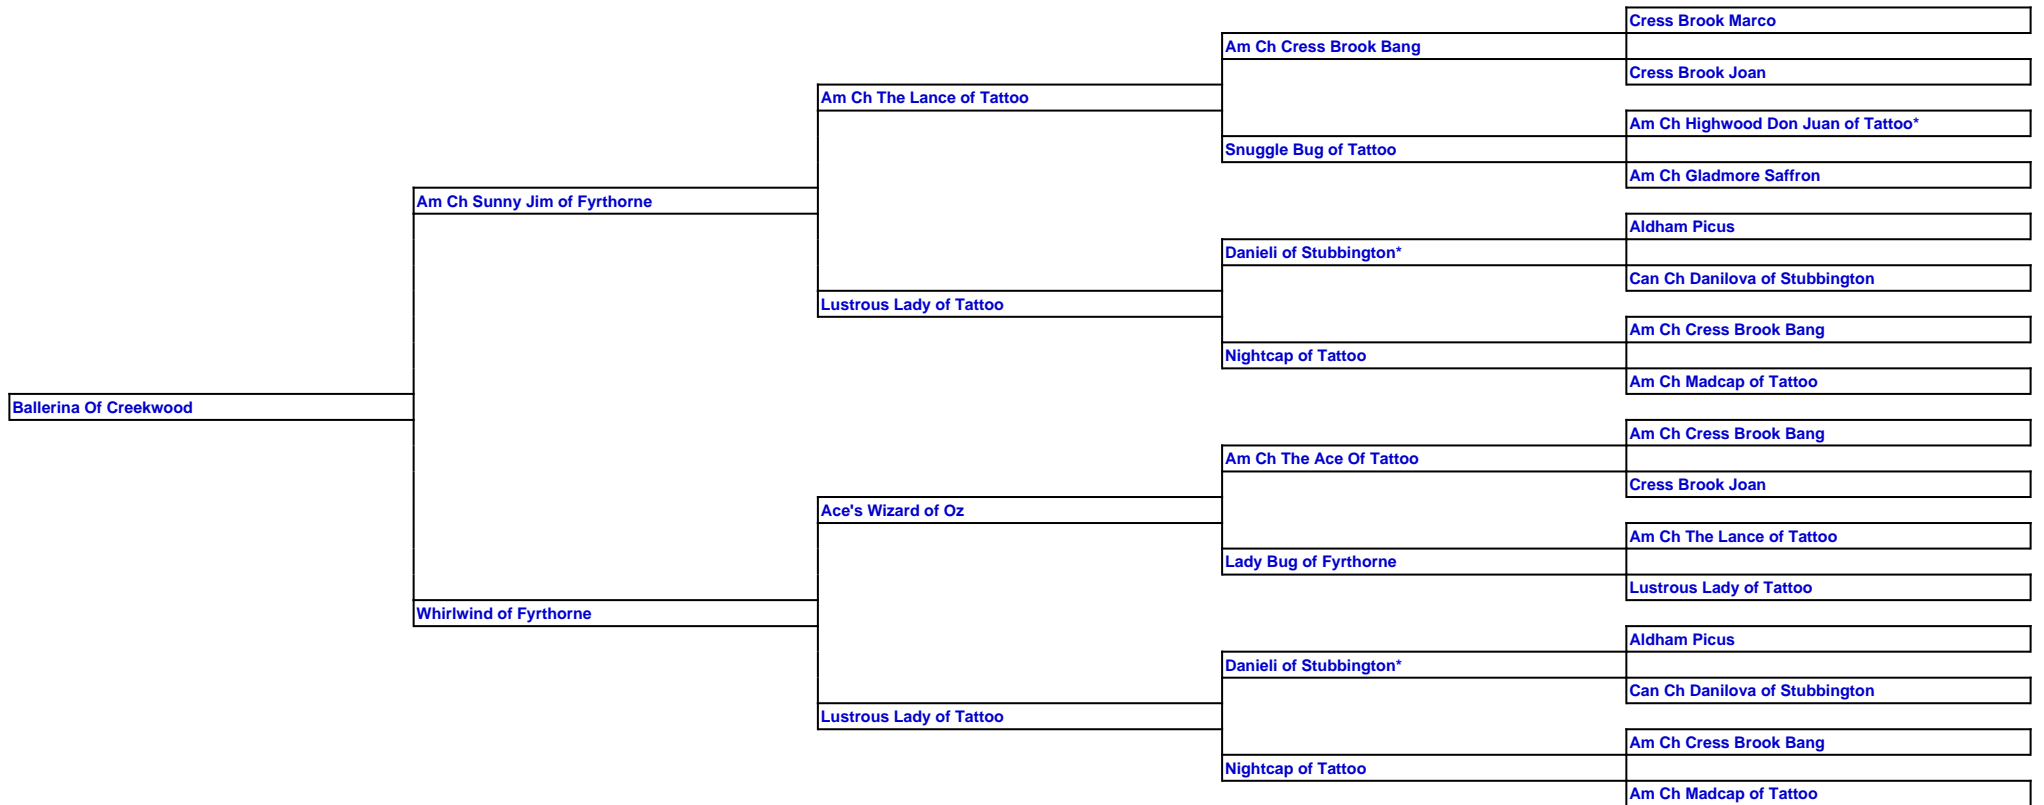 Cress Brook Marco
Am Ch Cress Brook Bang
Cress Brook Joan
Am Ch The Lance of Tattoo
Am Ch Highwood Don Juan of Tattoo*
Snuggle Bug of Tattoo
Am Ch Gladmore Saffron
Am Ch Sunny Jim of Fyrthorne
Aldham Picus
Danieli of Stubbington*
Can Ch Danilova of Stubbington
Lustrous Lady of Tattoo
Am Ch Cress Brook Bang
Nightcap of Tattoo
Am Ch Madcap of Tattoo
Ballerina Of Creekwood
Am Ch Cress Brook Bang
Am Ch The Ace Of Tattoo
Cress Brook Joan
Ace's Wizard of Oz
Am Ch The Lance of Tattoo
Lady Bug of Fyrthorne
Lustrous Lady of Tattoo
Whirlwind of Fyrthorne
Aldham Picus
Danieli of Stubbington*
Can Ch Danilova of Stubbington
Lustrous Lady of Tattoo
Am Ch Cress Brook Bang
Nightcap of Tattoo
Am Ch Madcap of Tattoo